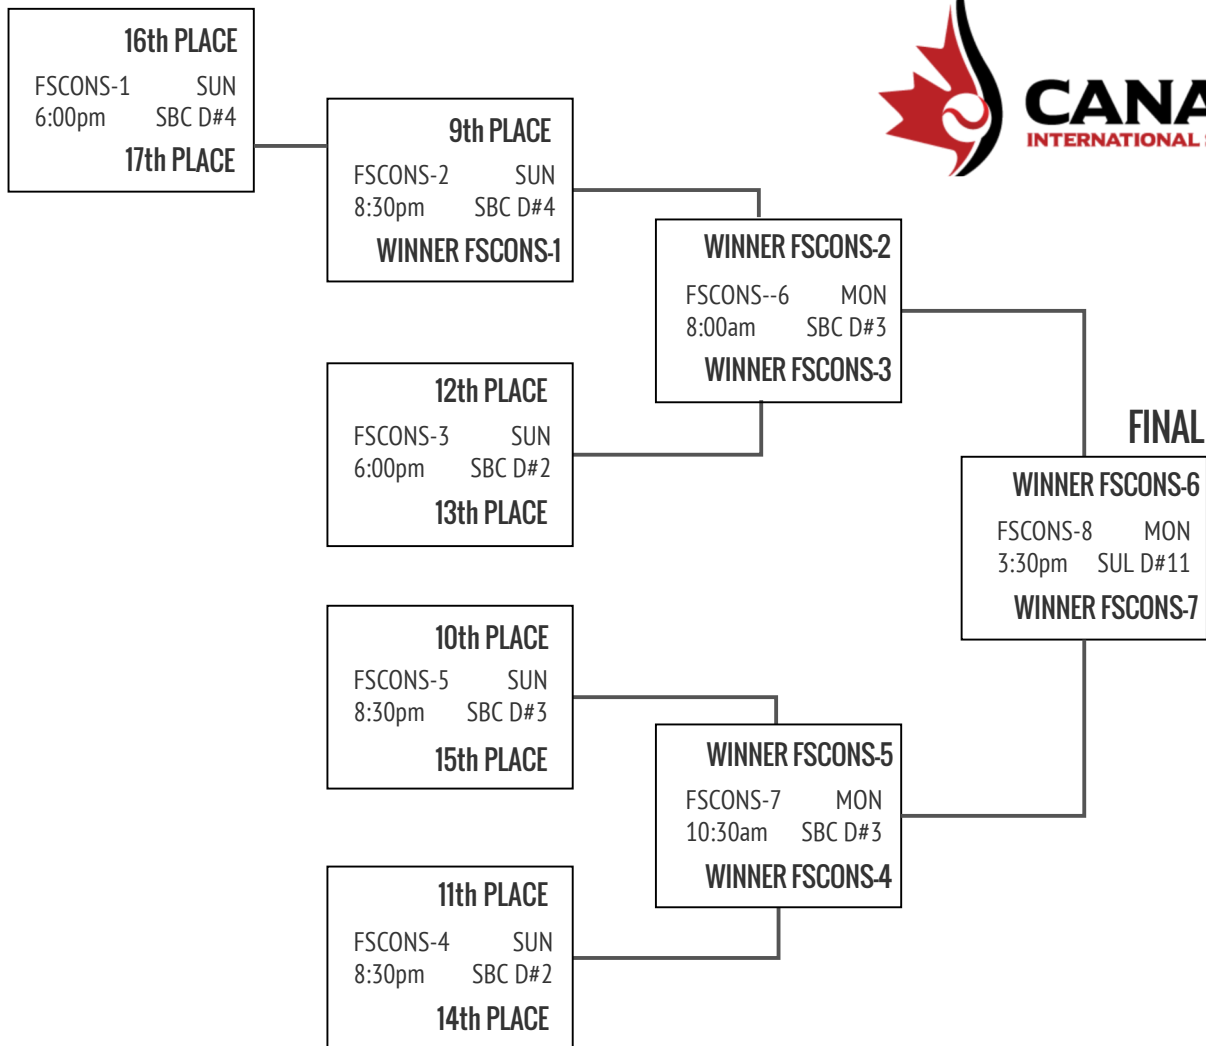 16th PLACE
FSCONS-1 SUN
6:00pm SBC D#4
17th PLACE
9th PLACE
FSCONS-2 SUN
8:30pm SBC D#4
WINNER FSCONS-1
12th PLACE
FSCONS-3 SUN
6:00pm SBC D#2
13th PLACE
10th PLACE
FSCONS-5 SUN
8:30pm SBC D#3
15th PLACE
11th PLACE
FSCONS-4 SUN
8:30pm SBC D#2
14th PLACE
WINNER FSCONS-2
FSCONS--6 MON
8:00am SBC D#3
WINNER FSCONS-3
WINNER FSCONS-5
FSCONS-7 MON
10:30am SBC D#3
WINNER FSCONS-4
FINAL
WINNER FSCONS-6
FSCONS-8 MON
3:30pm SUL D#11
WINNER FSCONS-7
CANA
INTERNATIONAL